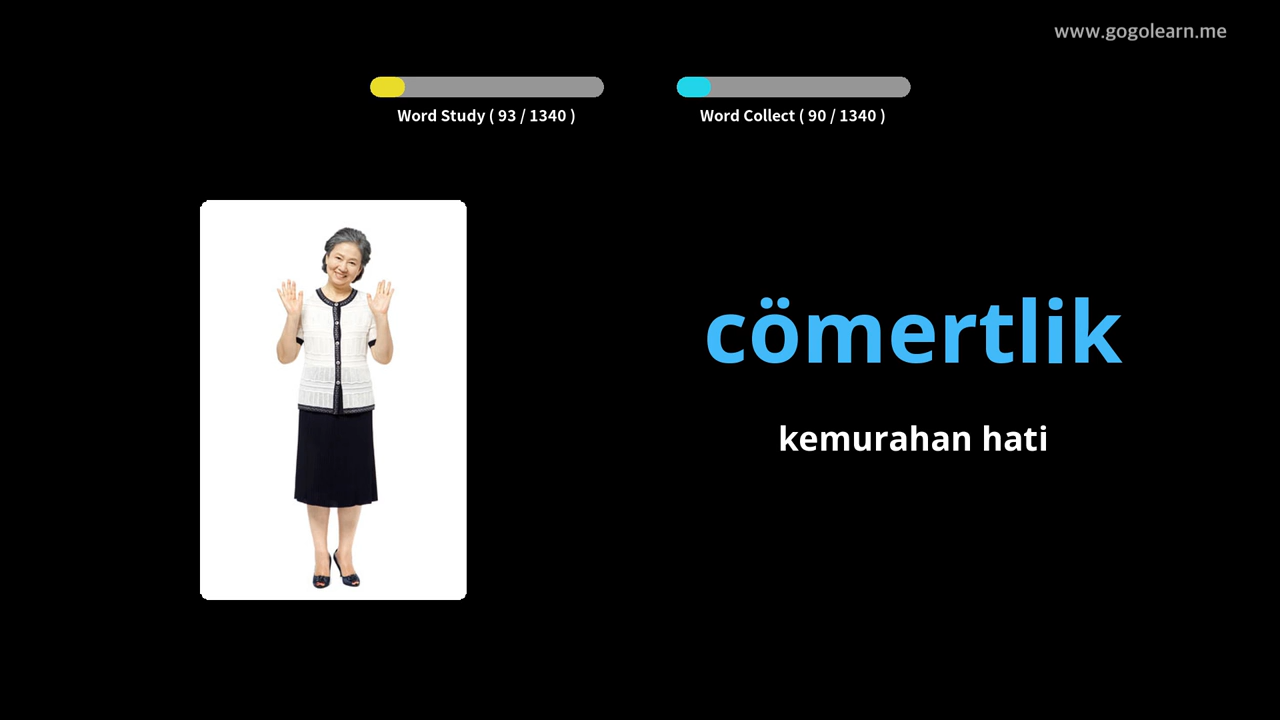 www.gogolearn.me
Word Study ( 93 / 1340 )
Word Collect ( 90 / 1340 )
cömertlik
kemurahan hati